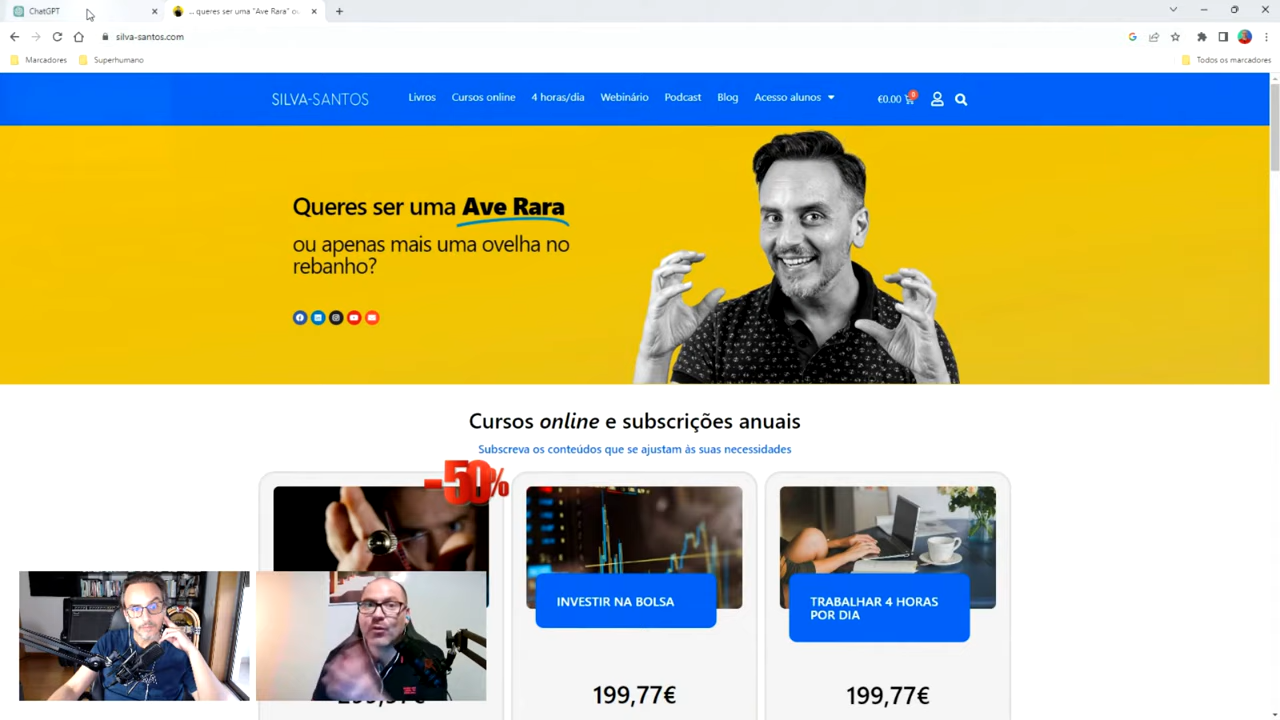 ChatGPT
... queres ser uma "Ave Rara" o
silva-santos.com
Marcadores
Superhumano
Todos os marcadores
SILVA-SANTOS
Livros
Cursos online
4 horas/dia
Webinário
Podcast
Blog
Acesso alunos
€0.00
Queres ser uma Ave Rara
ou apenas mais uma ovelha no
rebanho?
Cursos online e subscrições anuais
Subscreva os conteúdos que se ajustam às suas necessidades
-50%
INVESTIR NA BOLSA
TRABALHAR 4 HORAS
POR DIA
199,77€
199,77€